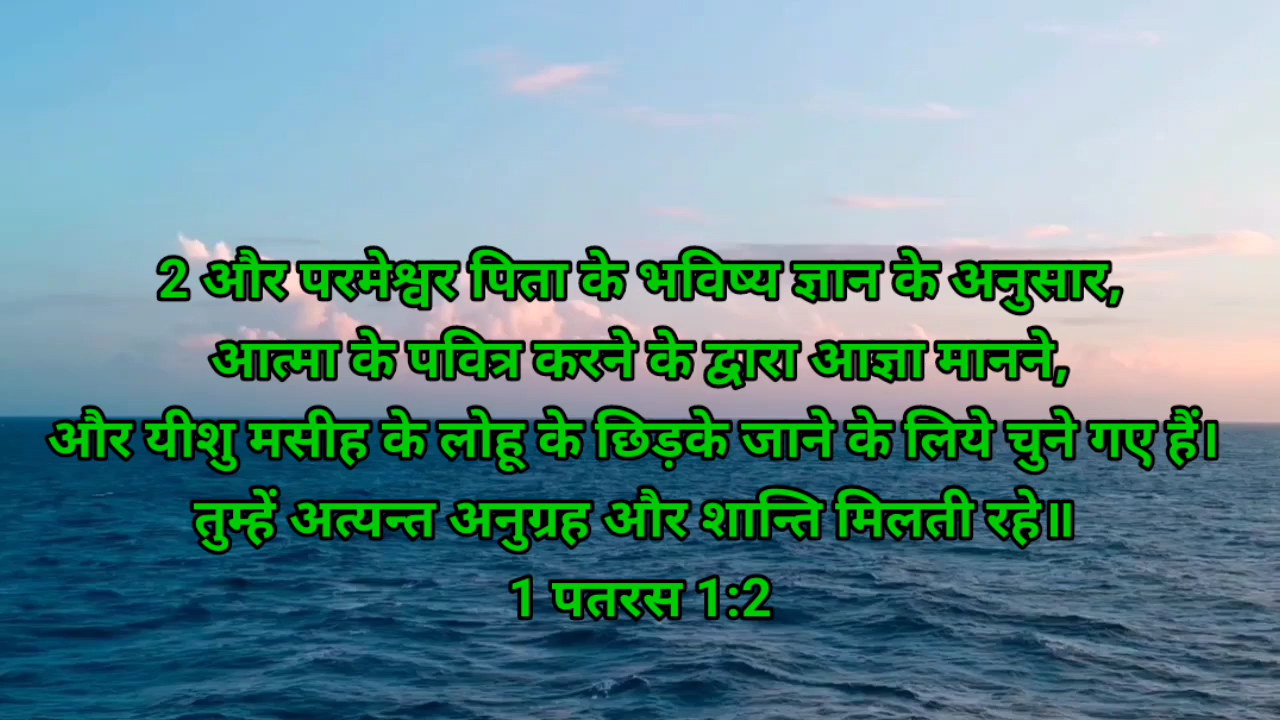 2 और परमेश्वर पिता के भविष्य ज्ञान के अनुसार,
आत्मा के पवित्र करने के द्वारा आज्ञा मानने,
और यीशु मसीह के लोहू के छिड़के जाने के लिये चुने गए हैं।
तुम्हें अत्यन्त अनुग्रह और शान्ति मिलती रहे॥
1 पतरस 1:2